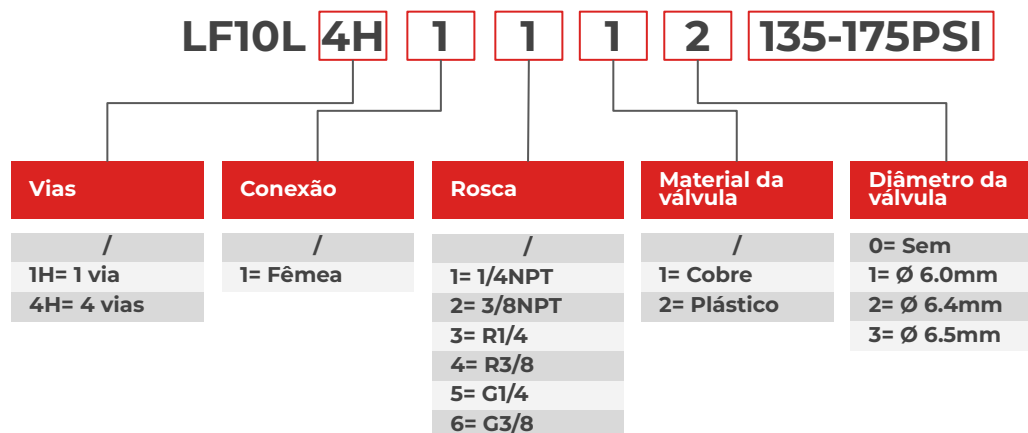 LF10L 4H 1 1 1 2 135-175PSI
Vias
/
1H= 1 via
4H= 4 vias
Conexão
/
1= Fêmea
Rosca
/
1= 1/4NPT
2= 3/8NPT
3= R1/4
4= R3/8
5= G1/4
6= G3/8
Material da
válvula
/
1= Cobre
2= Plástico
Diâmetro da
válvula
0= Sem
1= Ø 6.0mm
2= Ø 6.4mm
3= Ø 6.5mm